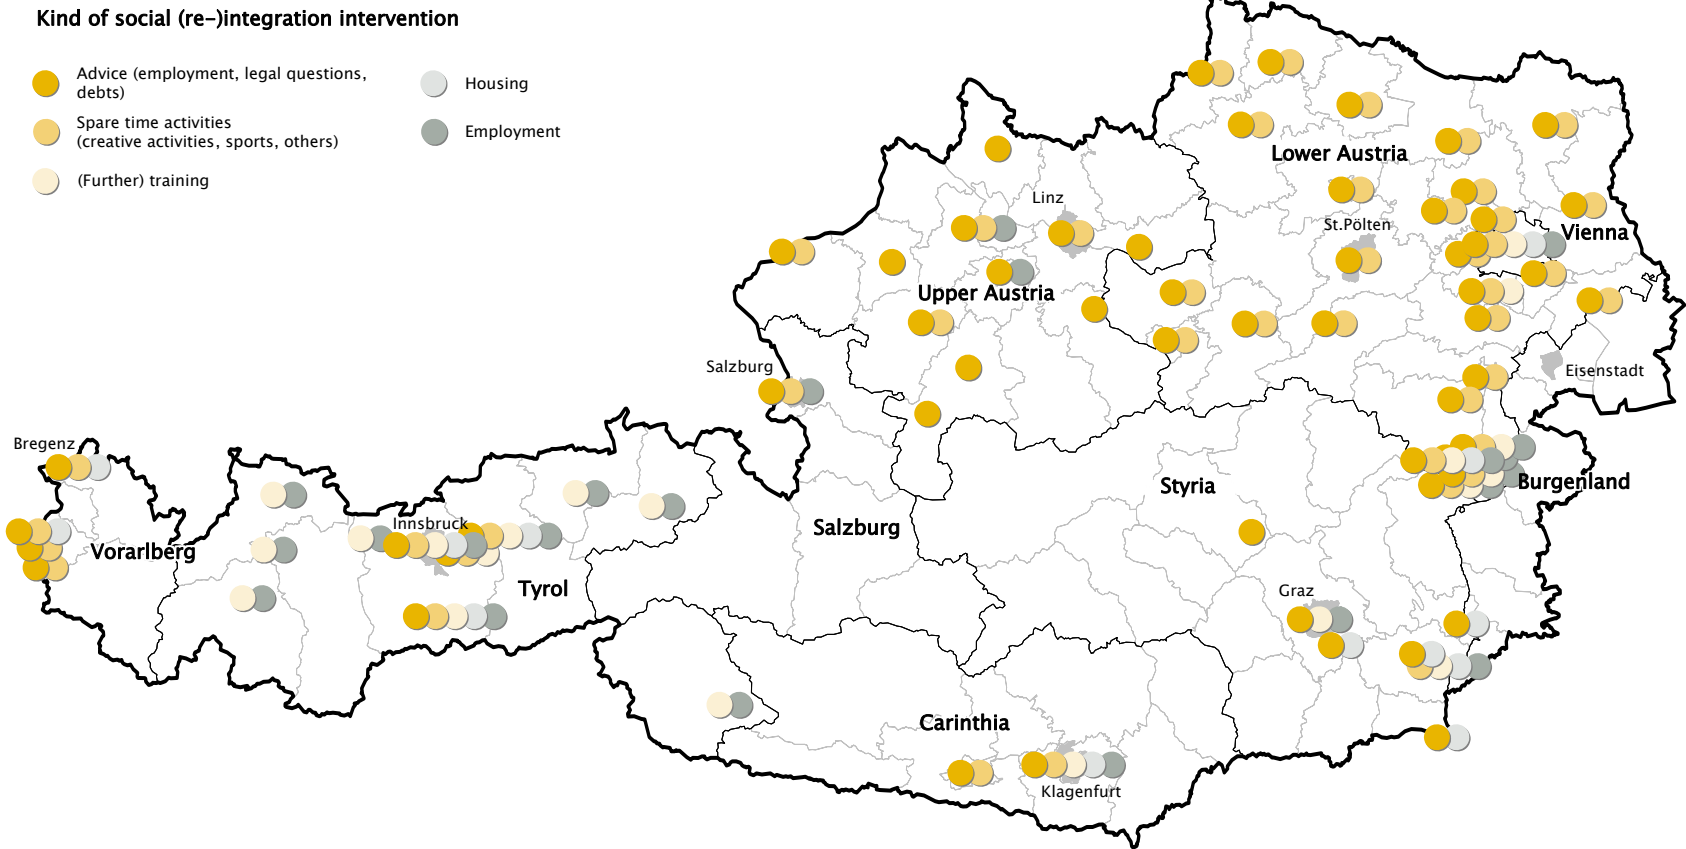 Kind of social (re-)integration intervention
Advice (employment, legal questions,
debts)
Spare time activities
(creative activities, sports, others)
(Further) training
Housing
Employment
Lower Austria
Linz
St.Pölten
Vienna
Upper Austria
Salzburg
Eisenstadt
Bregenz
Styria
Burgenland
Innsbruck
Salzburg
Vorarlberg
Tyrol
Graz
Carinthia
Klagenfurt